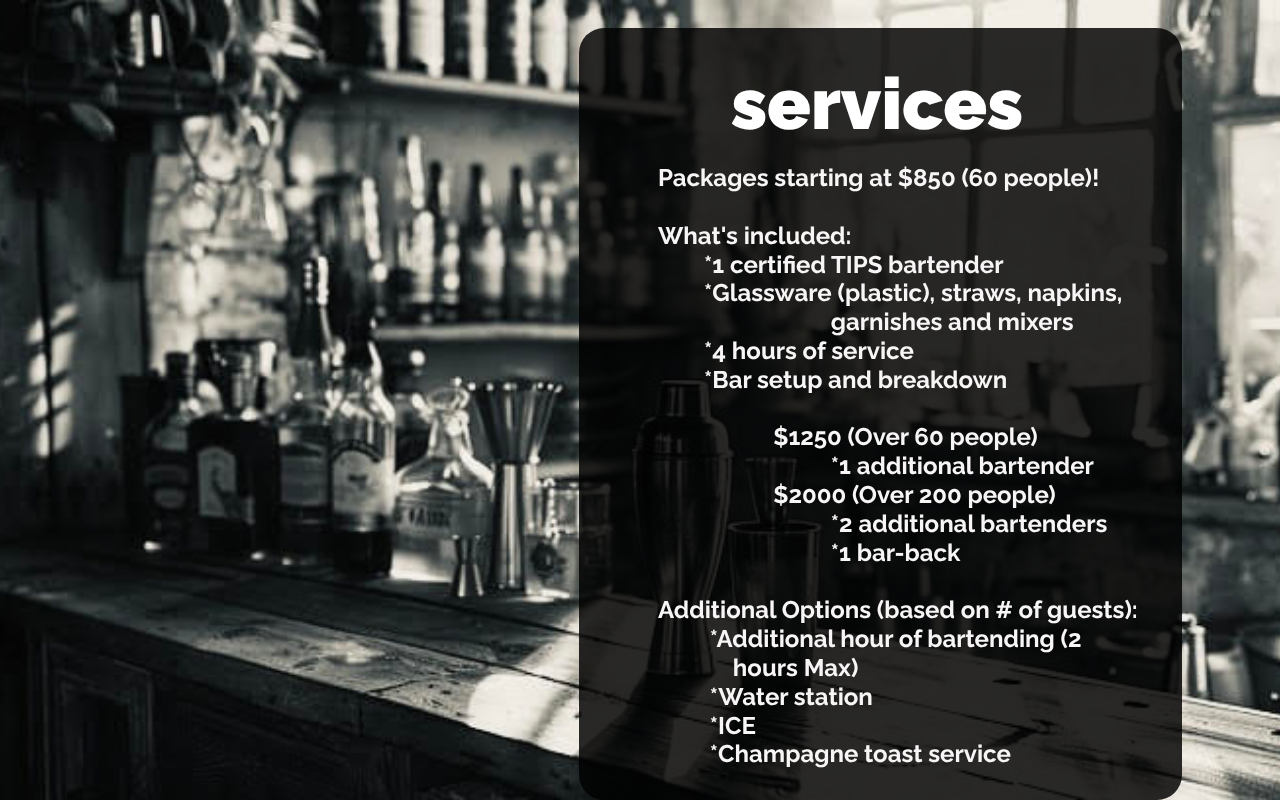 services
Packages starting at $850 (60 people)!
What's included:
*1 certified TIPS bartender
*Glassware (plastic), straws, napkins,
garnishes and mixers
*4 hours of service
*Bar setup and breakdown
$1250 (Over 60 people)
*1 additional bartender
$2000 (Over 200 people)
*2 additional bartenders
*1 bar-back
Additional Options (based on # of guests):
*Additional hour of bartending (2
hours Max)
*Water station
*ICE
*Champagne toast service